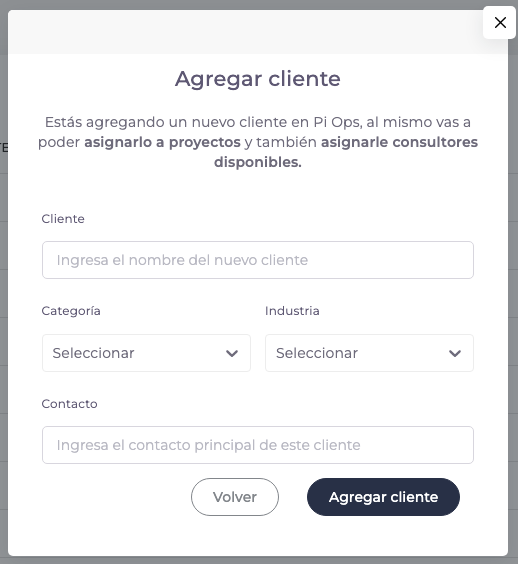 Agregar cliente
Estás agregando un nuevo cliente en Pi Ops, al mismo vas a
poder asignarlo a proyectos y también asignarle consultores
disponibles.
Cliente
Ingresa el nombre del nuevo cliente
Categoría Industria
Seleccionar Seleccionar
Contacto
Ingresa el contacto principal de este cliente
Volver Agregar cliente